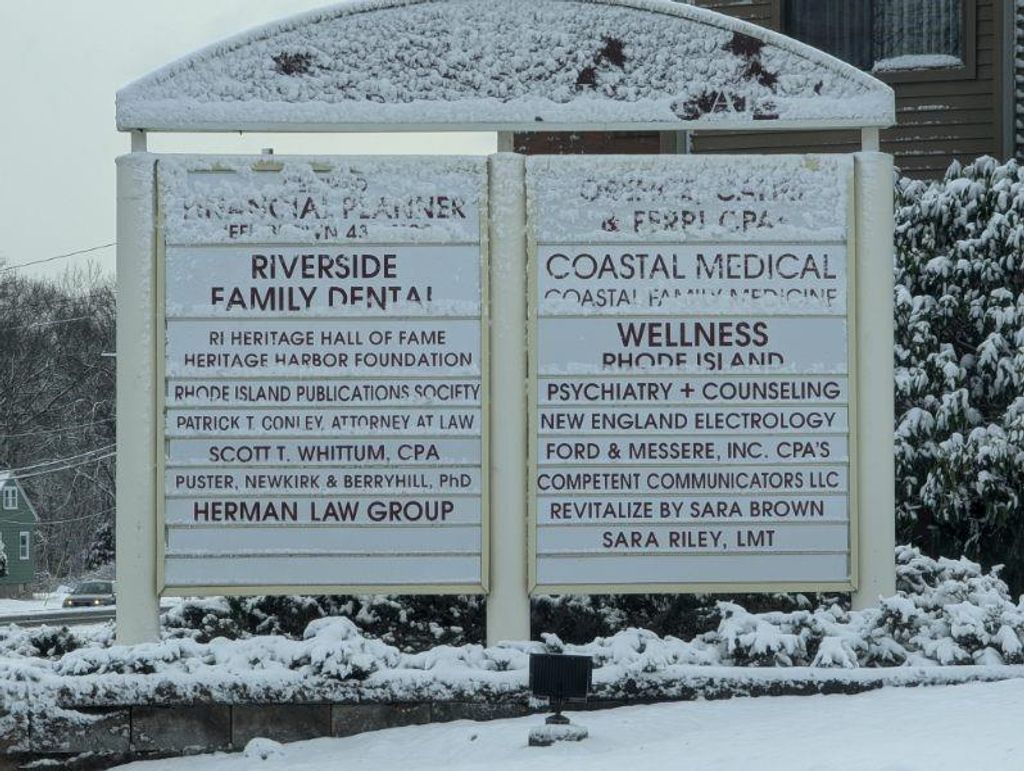 FINANCIAL PLANNER
RIVERSIDE
FAMILY DENTAL
RI HERITAGE HALL OF FAME
HERITAGE HARBOR FOUNDATION
RHODE ISLAND PUBLICATIONS SOCIETY
PATRICK T. CONLEY, ATTORNEY AT LAW
SCOTT T. WHITTUM, CPA
PUSTER, NEWKIRK & BERRYHILL, PhD
HERMAN LAW GROUP
& FERRI, CPA'S
COASTAL MEDICAL
COASTAL FAMILY MEDICINE
WELLNESS
RHODE ISLAND
PSYCHIATRY + COUNSELING
NEW ENGLAND ELECTROLOGY
FORD & MESSERE, INC. CPA'S
COMPETENT COMMUNICATORS LLC
REVITALIZE BY SARA BROWN
SARA RILEY, LMT